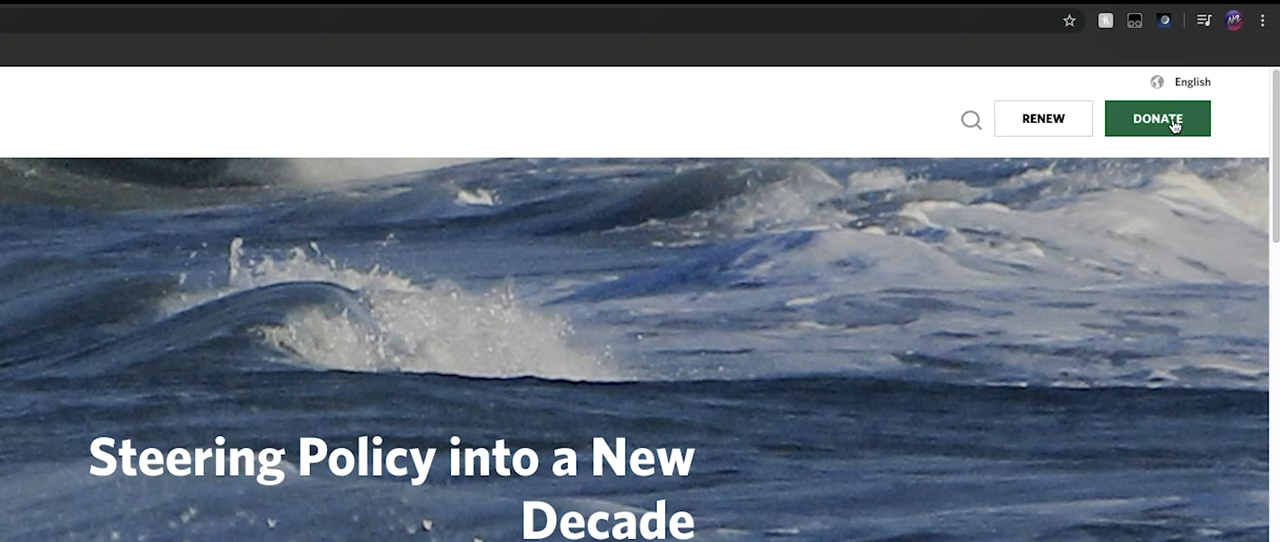 English
RENEW
DONATE
Steering Policy into a New
Decade